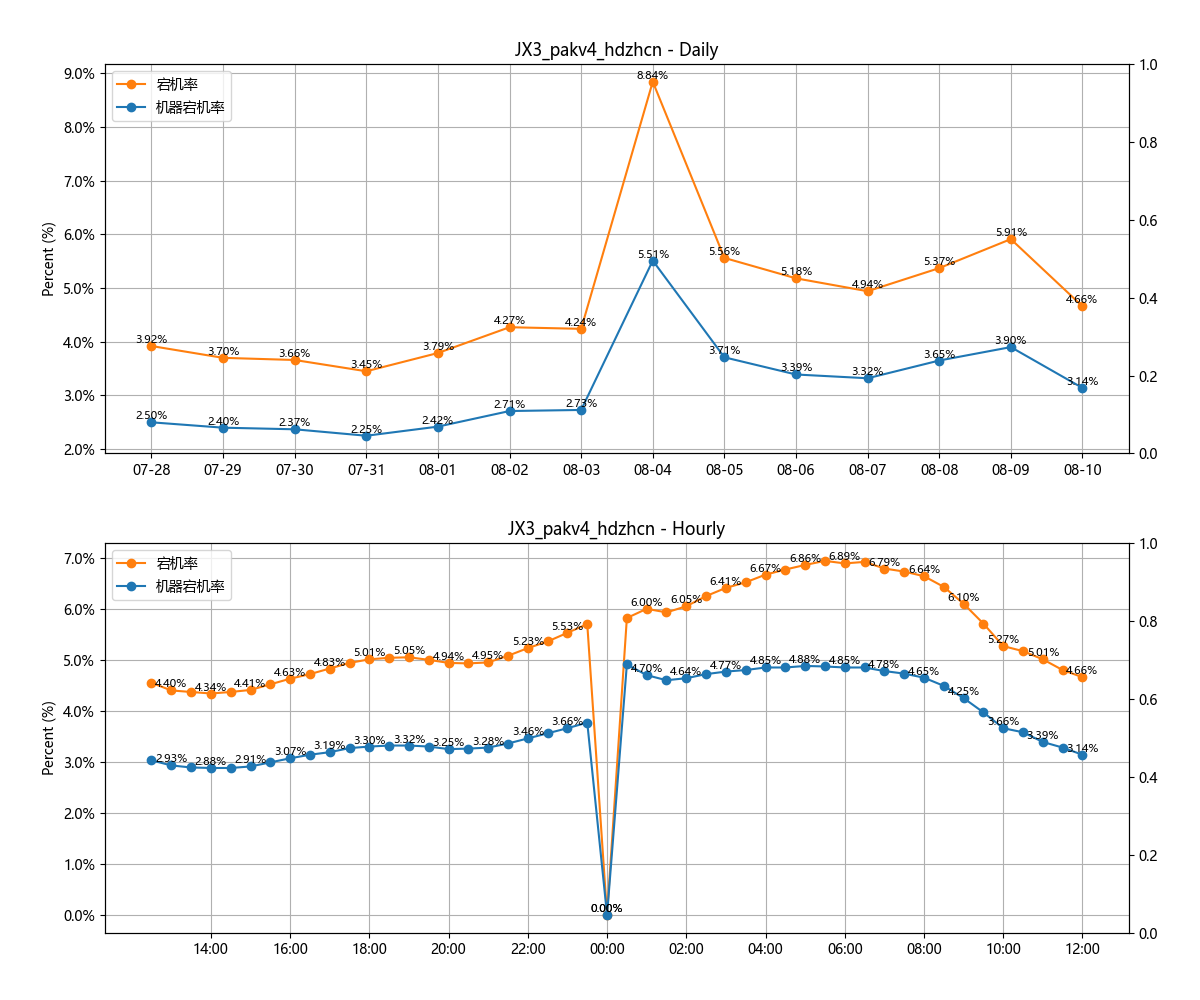 JX3_pakv4_hdzhcn - Daily
宕机率
机器宕机率
Percent (%)
9.0%
8.0%
7.0%
6.0%
5.0%
4.0%
3.0%
2.0%
1.0
0.8
0.6
0.4
0.2
0.0
3.92% 3.70% 3.66% 3.45% 3.79% 4.27% 4.24% 8.84% 5.56% 5.18% 4.94% 5.37% 5.91% 4.66%
2.50% 2.40% 2.37% 2.25% 2.42% 2.71% 2.73% 5.51% 3.71% 3.39% 3.32% 3.65% 3.90% 3.14%
07-28 07-29 07-30 07-31 08-01 08-02 08-03 08-04 08-05 08-06 08-07 08-08 08-09 08-10
JX3_pakv4_hdzhcn - Hourly
宕机率
机器宕机率
Percent (%)
7.0%
6.0%
5.0%
4.0%
3.0%
2.0%
1.0%
0.0%
1.0
0.8
0.6
0.4
0.2
0.0
4.40% 4.34% 4.41% 4.63% 4.83% 5.01% 5.05% 4.94% 4.95% 5.23% 5.53% 0.00% 6.00% 6.05% 6.41% 6.67% 6.86% 6.89% 6.79% 6.64% 6.10% 5.27% 5.01% 4.66%
2.93% 2.88% 2.91% 3.07% 3.19% 3.30% 3.32% 3.25% 3.28% 3.46% 3.66% 0.00% 4.70% 4.64% 4.77% 4.85% 4.88% 4.85% 4.78% 4.65% 4.25% 3.66% 3.39% 3.14%
14:00 16:00 18:00 20:00 22:00 00:00 02:00 04:00 06:00 08:00 10:00 12:00